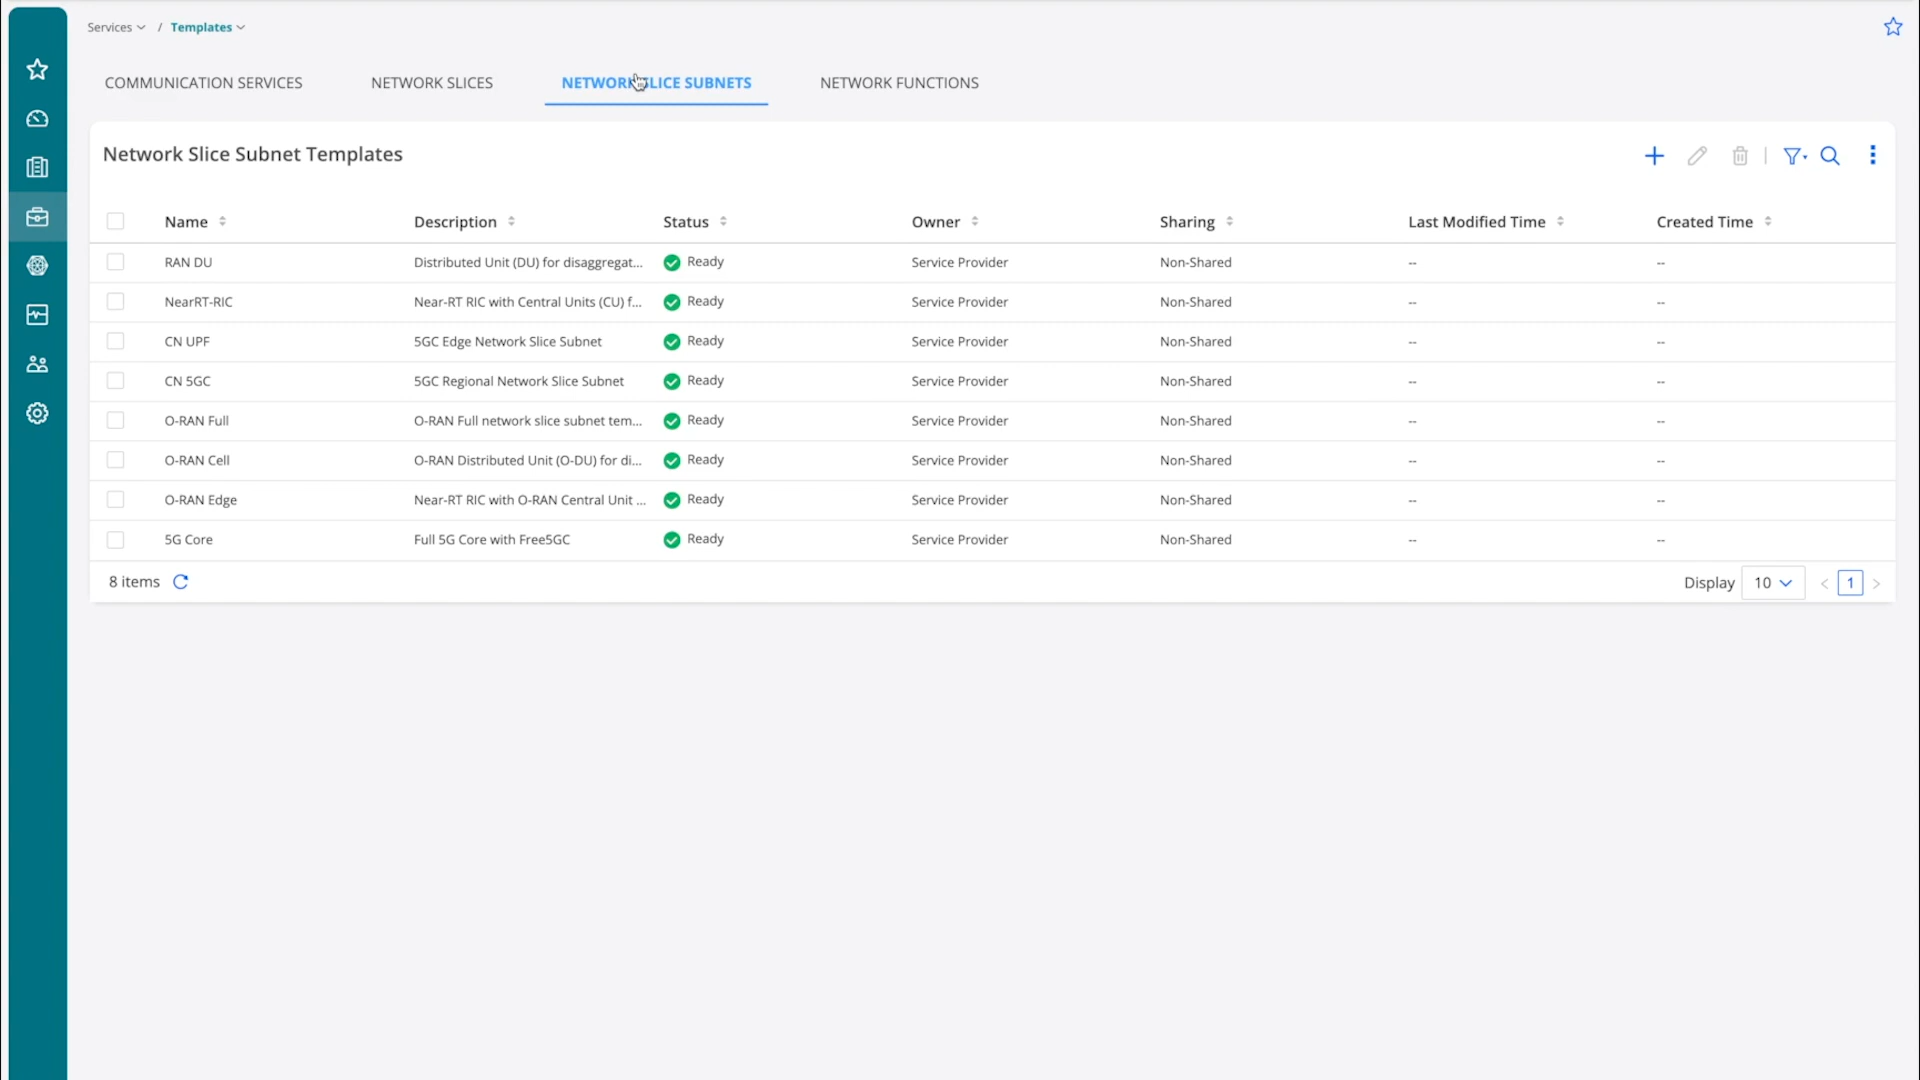 Services / Templates
COMMUNICATION SERVICES NETWORK SLICES NETWORK SLICE SUBNETS NETWORK FUNCTIONS
Network Slice Subnet Templates
Name Description Status Owner Sharing Last Modified Time Created Time
RAN DU Distributed Unit (DU) for disaggregat... Ready Service Provider Non-Shared -- --
NearRT-RIC Near-RT RIC with Central Units (CU) f... Ready Service Provider Non-Shared -- --
CN UPF 5GC Edge Network Slice Subnet Ready Service Provider Non-Shared -- --
CN 5GC 5GC Regional Network Slice Subnet Ready Service Provider Non-Shared -- --
O-RAN Full O-RAN Full network slice subnet tem... Ready Service Provider Non-Shared -- --
O-RAN Cell O-RAN Distributed Unit (O-DU) for di... Ready Service Provider Non-Shared -- --
O-RAN Edge Near-RT RIC with O-RAN Central Unit ... Ready Service Provider Non-Shared -- --
5G Core Full 5G Core with Free5GC Ready Service Provider Non-Shared -- --
8 items Display 10 < 1 >